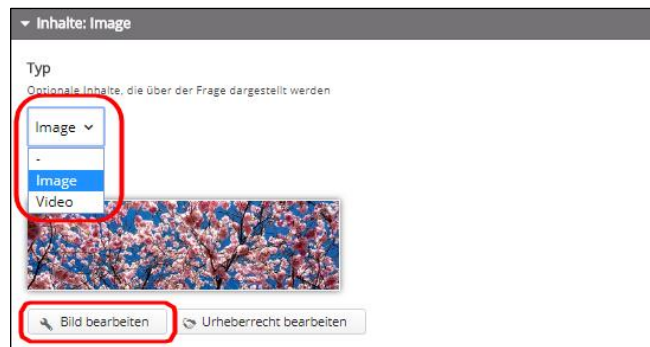 Inhalte: Image
Typ
Optionale Inhalte, die über der Frage dargestellt werden
Image
-
Image
Video
Bild bearbeiten Urheberrecht bearbeiten